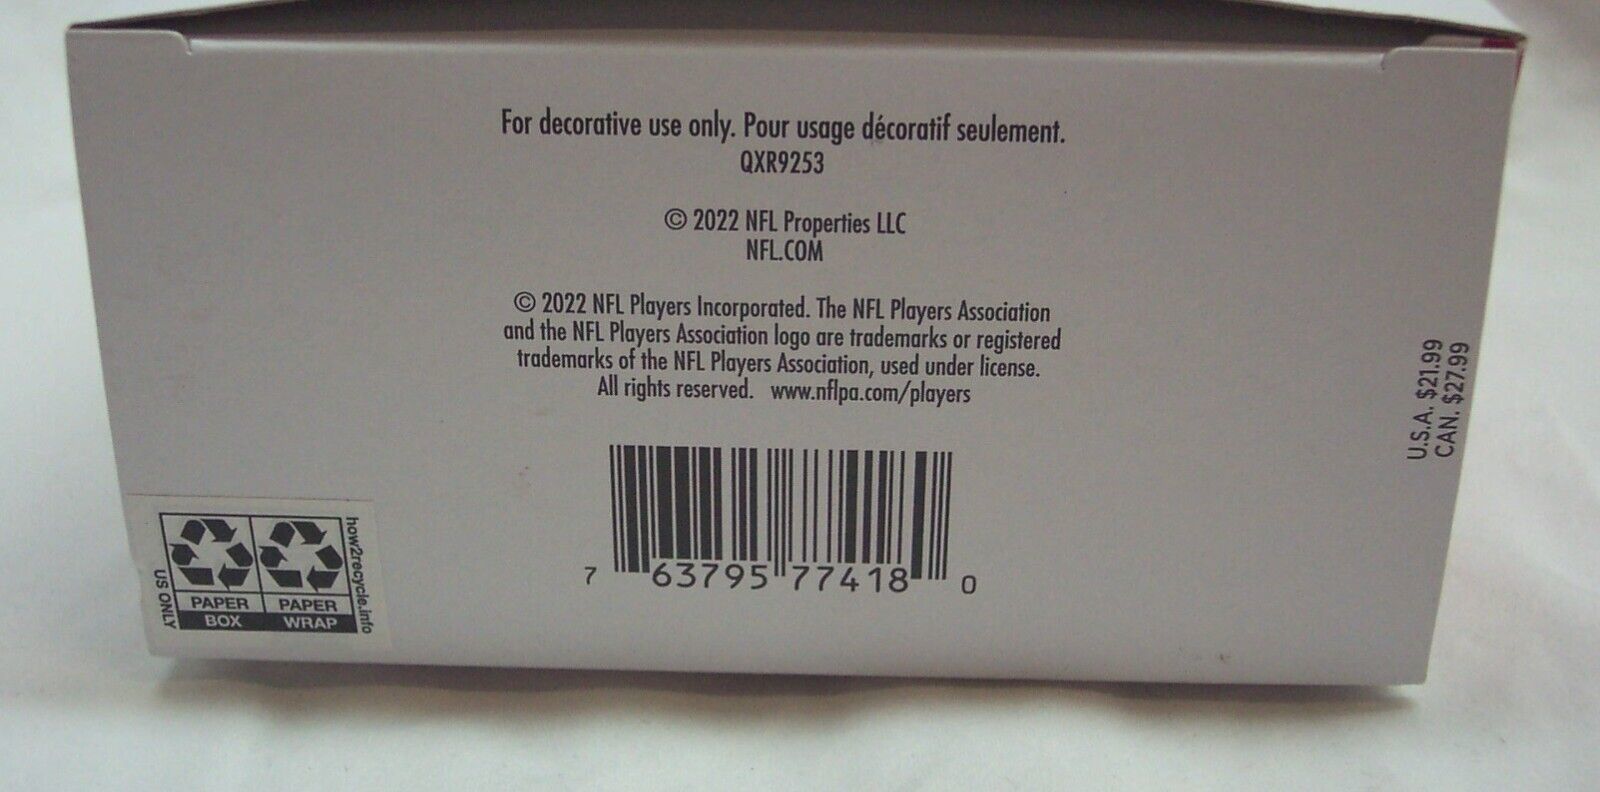 For decorative use only. Pour usage décoratif seulement.
QXR9253
© 2022 NFL Properties LLC
NFL.COM
© 2022 NFL Players Incorporated. The NFL Players Association
and the NFL Players Association logo are trademarks or registered
trademarks of the NFL Players Association, used under license.
All rights reserved. www.nflpa.com/players
U.S.A. $21.99
CAN. $27.99
7 63795 77418 0
US ONLY
PAPER PAPER
BOX WRAP
how2recycle.info